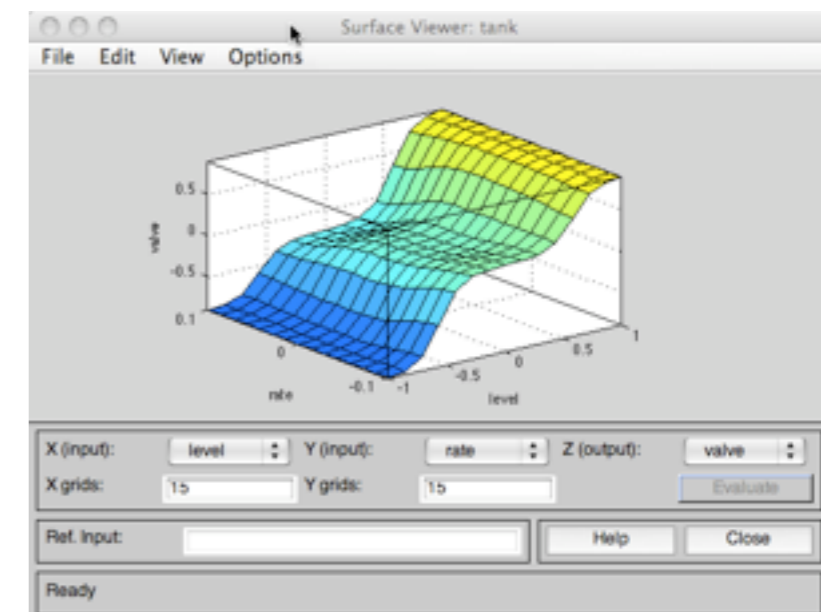 Surface Viewer: tank
File Edit View Options
0.5
0
-0.5
valve
0.1
0
-0.1
rate
-1
-0.5
0
0.5
1
level
X (input): level Y (input): rate Z (output): valve
X grids: 15 Y grids: 15 Evaluate
Ref. Input: Help Close
Ready